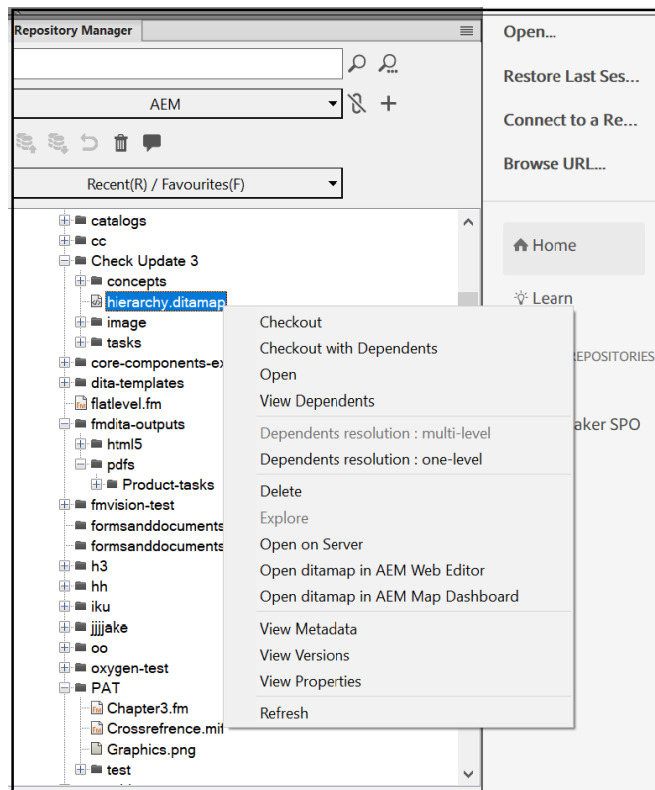 Repository Manager
AEM
Recent(R) / Favourites(F)
catalogs
cc
Check Update 3
concepts
hierarchy.ditamap
image
tasks
core-components-ex
dita-templates
flatlevel.fm
fmdita-outputs
html5
pdfs
Product-tasks
fmvision-test
formsanddocuments
formsanddocuments
h3
hh
iku
jjjjake
oo
oxygen-test
PAT
Chapter3.fm
Crossrefrence.mif
Graphics.png
test
Checkout
Checkout with Dependents
Open
View Dependents
Dependents resolution : multi-level
Dependents resolution : one-level
Delete
Explore
Open on Server
Open ditamap in AEM Web Editor
Open ditamap in AEM Map Dashboard
View Metadata
View Versions
View Properties
Refresh
Open...
Restore Last Ses...
Connect to a Re...
Browse URL...
Home
Learn
REPOSITORIES
aker SPO